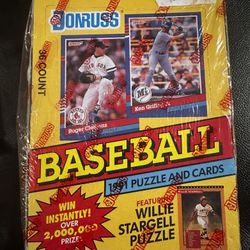 DONRUSS
36 COUNT
Ken Griffey Jr.
Roger Clemens
BASEBALL
1991 PUZZLE AND CARDS
WIN
INSTANTLY!
OVER
2,000,000
PRIZES
FEATURING
WILLIE
STARGELL
PUZZLE